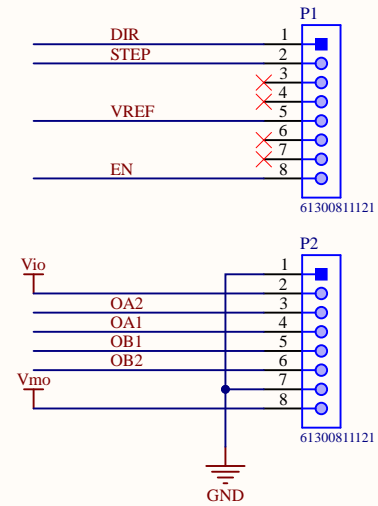 P1
DIR 1
STEP 2
3
4
VREF 5
6
7
EN 8
61300811121
P2
Vio 1
2
OA2 3
OA1 4
OB1 5
OB2 6
Vmo 7
8
61300811121
GND